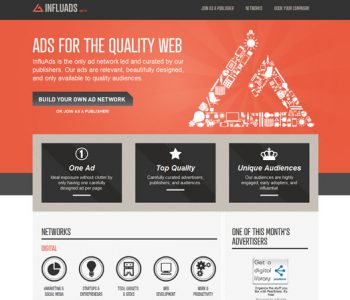 INFLUADS
JOIN AS A PUBLISHER
NETWORKS
BOOK YOUR CAMPAIGN!
ADS FOR THE QUALITY WEB
InfluAds is the only ad network led and curated by our
publishers. Our ads are relevant, beautifully designed,
and only available to quality audiences.
BUILD YOUR OWN AD NETWORK
OR JOIN AS A PUBLISHER!
1
One Ad
Ideal exposure without clutter by
only having one carefully
designed ad per page
Top Quality
Carefully selected advertisers,
publishers, and audiences.
Unique Audiences
Our audiences are highly
engaged, early adopters, and
influential
NETWORKS
DIGITAL
MARKETING &
SOCIAL MEDIA
STARTUPS &
ENTREPRENEURS
TECH, GADGETS
& GEEKS
WEB
DEVELOPMENT
WORK &
PRODUCTIVITY
ONE OF THIS MONTH'S
ADVERTISERS
Get a
digital
library
Organize the stuff you